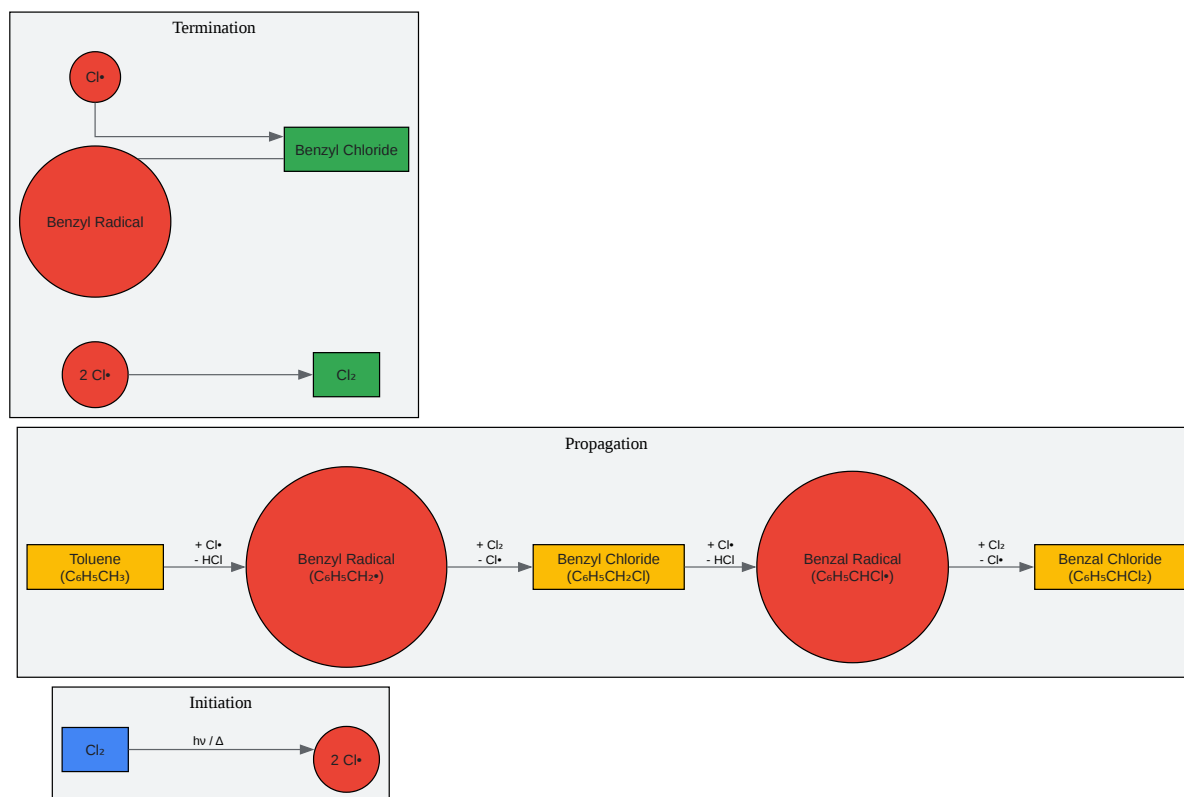 Termination
Cl•
Benzyl Chloride
Benzyl Radical
2 Cl•
Cl₂
Propagation
Toluene
(C₆H₅CH₃)
+ Cl•
- HCl
Benzyl Radical
(C₆H₅CH₂•)
+ Cl₂
- Cl•
Benzyl Chloride
(C₆H₅CH₂Cl)
+ Cl•
- HCl
Benzal Radical
(C₆H₅CHCl•)
+ Cl₂
- Cl•
Benzal Chloride
(C₆H₅CHCl₂)
Initiation
Cl₂
hν / Δ
2 Cl•